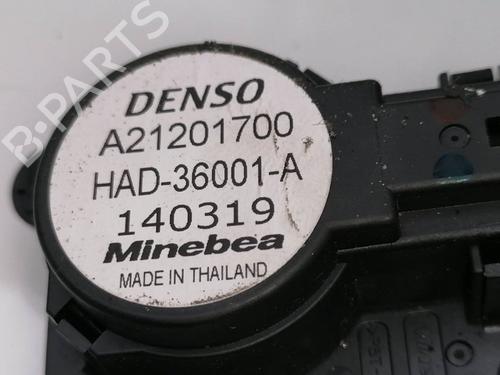 B-PARTS
DENSO
A21201700
HAD-36001-A
140319
Minebea
MADE IN THAILAND